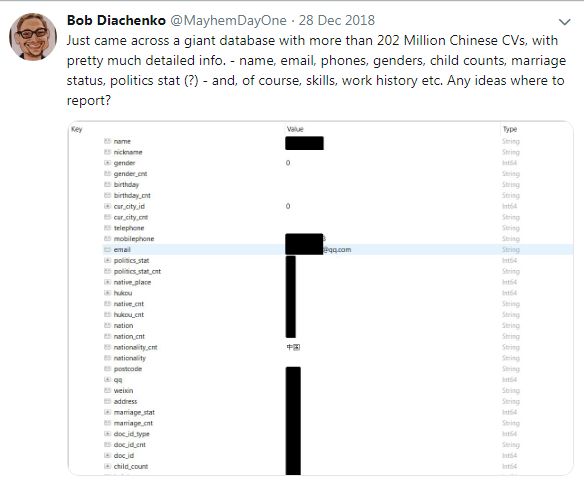 Bob Diachenko @MayhemDayOne · 28 Dec 2018
Just came across a giant database with more than 202 Million Chinese CVs, with
pretty much detailed info. - name, email, phones, genders, child counts, marriage
status, politics stat (?) - and, of course, skills, work history etc. Any ideas where to
report?
Key Value Type
name String
nickname String
gender 0 Int64
gender_cnt String
birthday String
birthday_cnt String
cur_city_id 0 Int64
cur_city_cnt String
telephone String
mobilephone String
email @qq.com String
politics_stat Int64
politics_stat_cnt String
native_place Int64
hukou Int64
native_cnt String
hukou_cnt String
nation String
nation_cnt String
nationality_cnt 中国 String
nationality String
postcode String
qq Int64
weixin String
address String
marriage_stat Int64
marriage_cnt String
doc_id_type Int64
doc_id_cnt String
doc_id Int64
child_count Int64